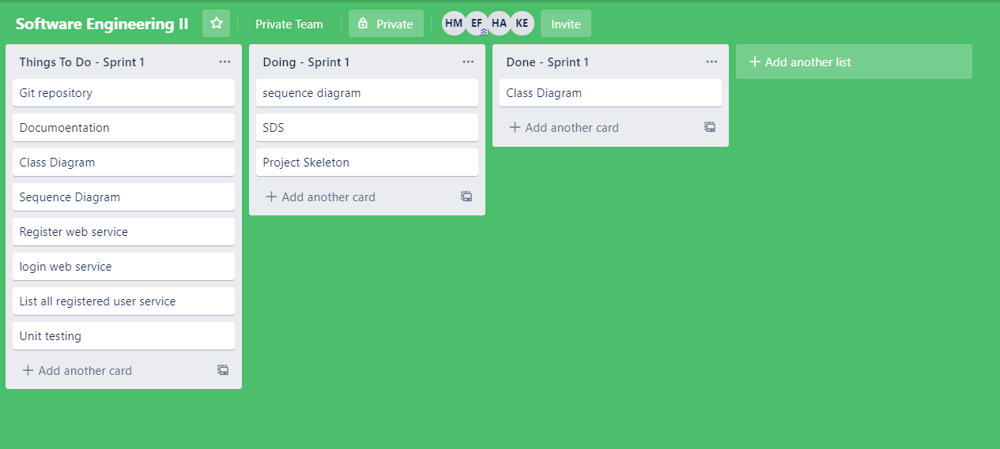 Software Engineering II Private Team Private HM EF HA KE Invite
Things To Do - Sprint 1
Git repository
Documoentation
Class Diagram
Sequence Diagram
Register web service
login web service
List all registered user service
Unit testing
Add another card
Doing - Sprint 1
sequence diagram
SDS
Project Skeleton
Add another card
Done - Sprint 1
Class Diagram
Add another card
Add another list